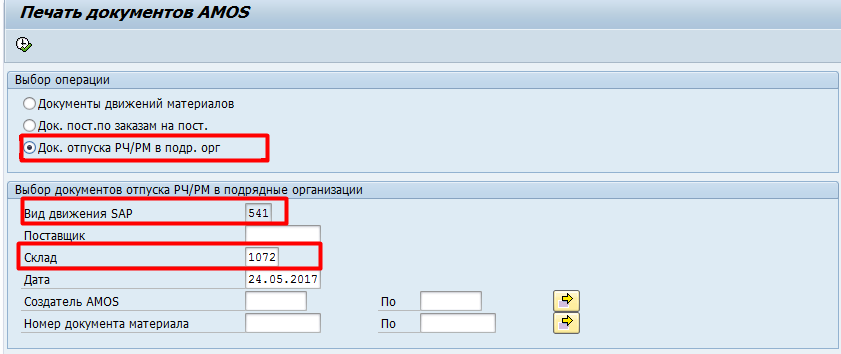 Печать документов AMOS
Выбор операции
Документы движений материалов
Док. пост.по заказам на пост.
Док. отпуска РЧ/РМ в подр. орг
Выбор документов отпуска РЧ/РМ в подрядные организации
Вид движения SAP 541
Поставщик
Склад 1072
Дата 24.05.2017
Создатель AMOS По
Номер документа материала По